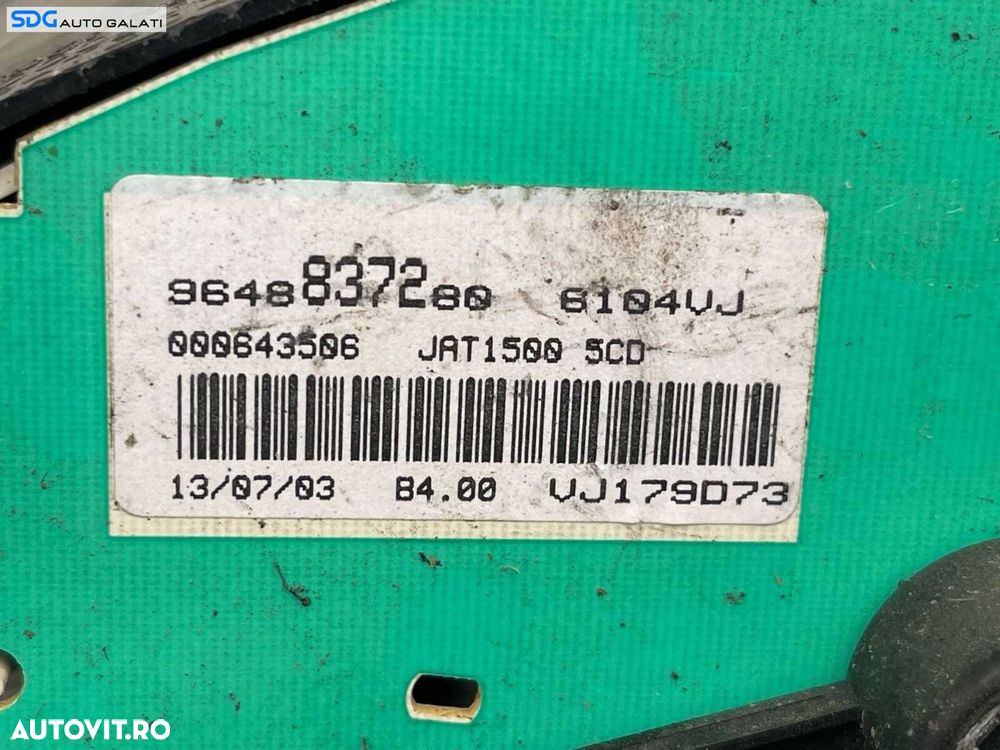 SDG AUTO GALATI
9648837280 6104VJ
000643506 JAT1500 5CD
13/07/03 B4.00 VJ179D73
AUTOVIT.RO